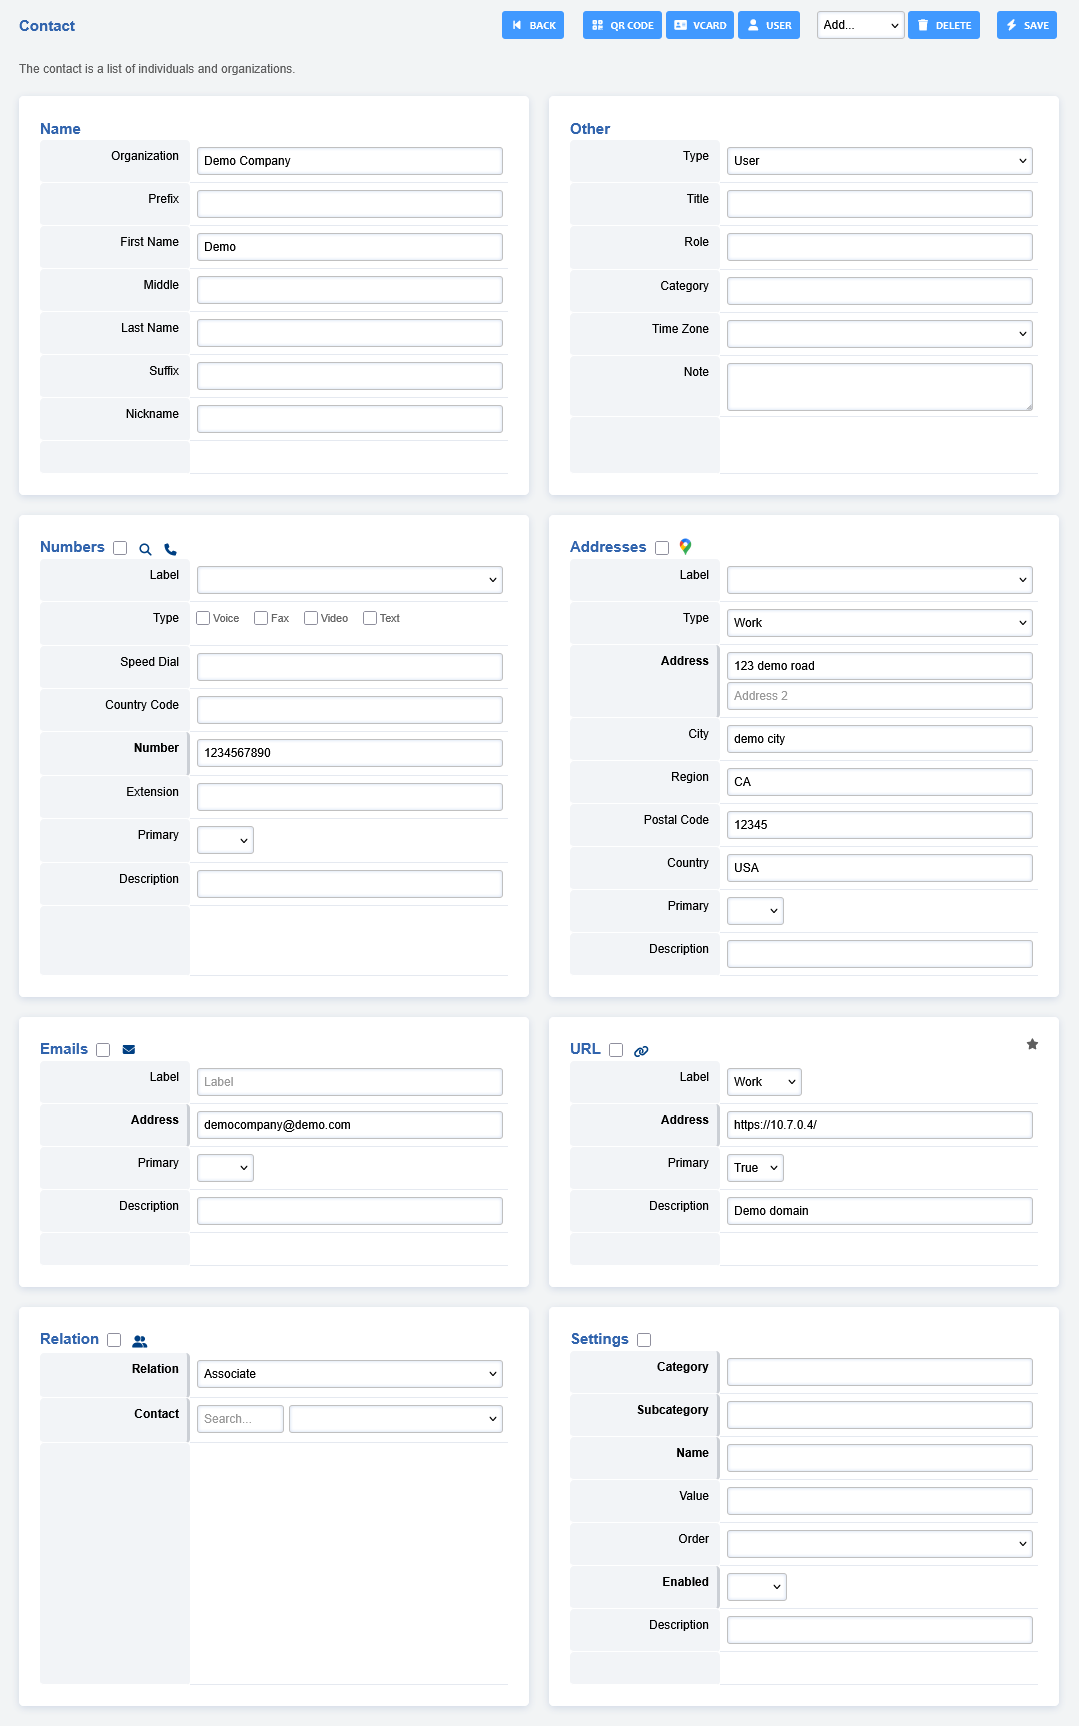 Contact
BACK
QR CODE
VCARD
USER
Add...
DELETE
SAVE
The contact is a list of individuals and organizations.
Name
Organization
Demo Company
Prefix
First Name
Demo
Middle
Last Name
Suffix
Nickname
Other
Type
User
Title
Role
Category
Time Zone
Note
Numbers
Label
Type
Voice
Fax
Video
Text
Speed Dial
Country Code
Number
1234567890
Extension
Primary
Description
Addresses
Label
Type
Work
Address
123 demo road
Address 2
City
demo city
Region
CA
Postal Code
12345
Country
USA
Primary
Description
Emails
Label
Label
Address
democompany@demo.com
Primary
Description
URL
Label
Work
Address
https://10.7.0.4/
Primary
True
Description
Demo domain
Relation
Relation
Associate
Contact
Search...
Settings
Category
Subcategory
Name
Value
Order
Enabled
Description